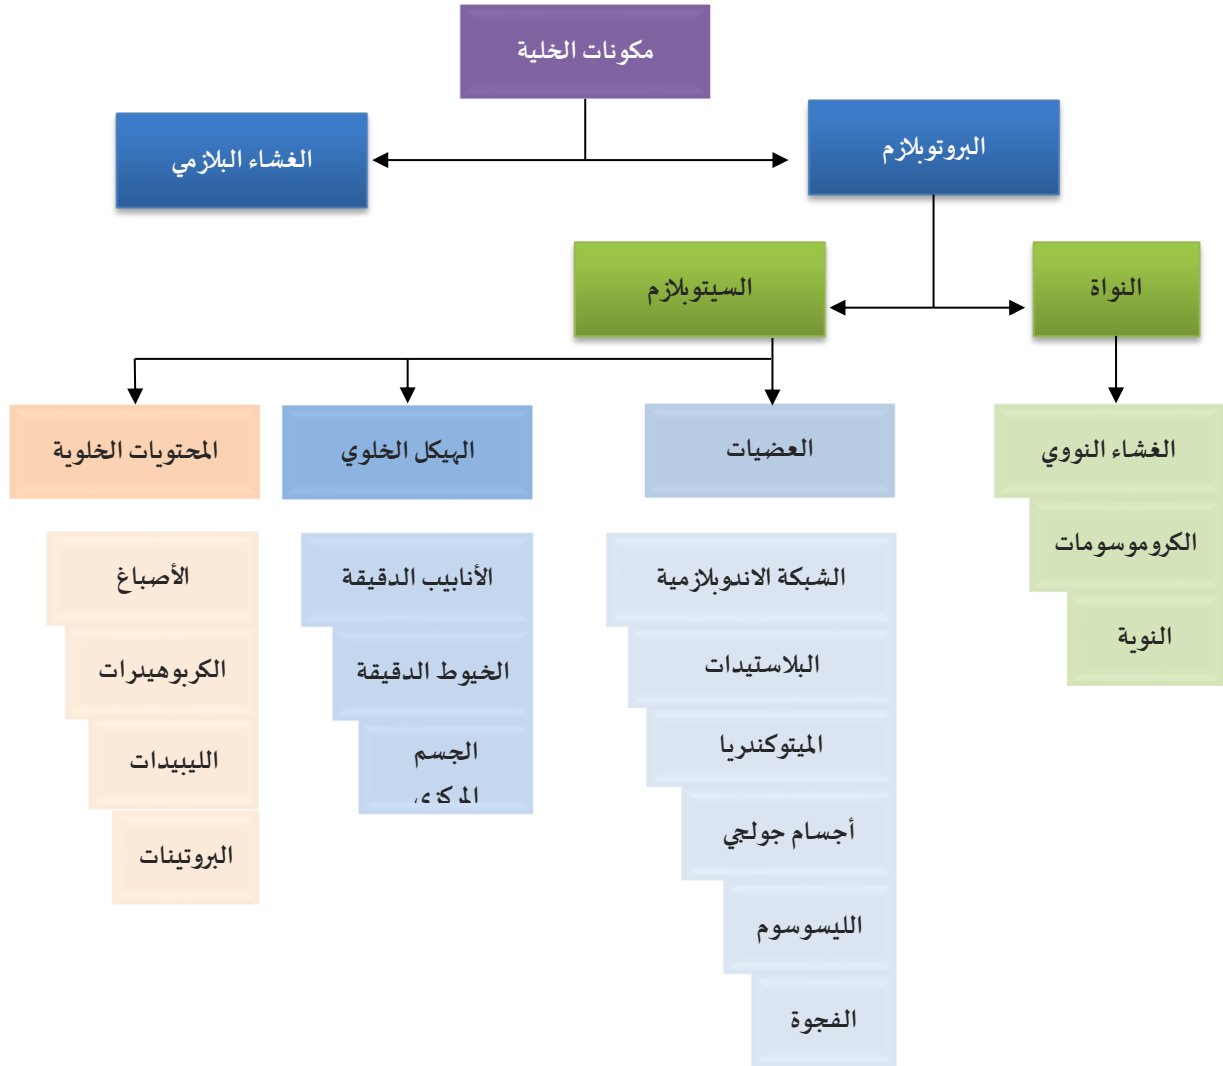 مكونات الخلية
البروتوبلازم
الغشاء البلازمي
النواة
السيتوبلازم
الغشاء النووي
الكروموسومات
النوية
العضيات
الشبكة الاندوبلازمية
البلاستيدات
الميتوكندريا
أجسام جولجي
الليسوسوم
الفجوة
الهيكل الخلوي
الأنابيب الدقيقة
الخيوط الدقيقة
الجسم
المركزي
المحتويات الخلوية
الأصباغ
الكربوهيدرات
الليبيدات
البروتينات